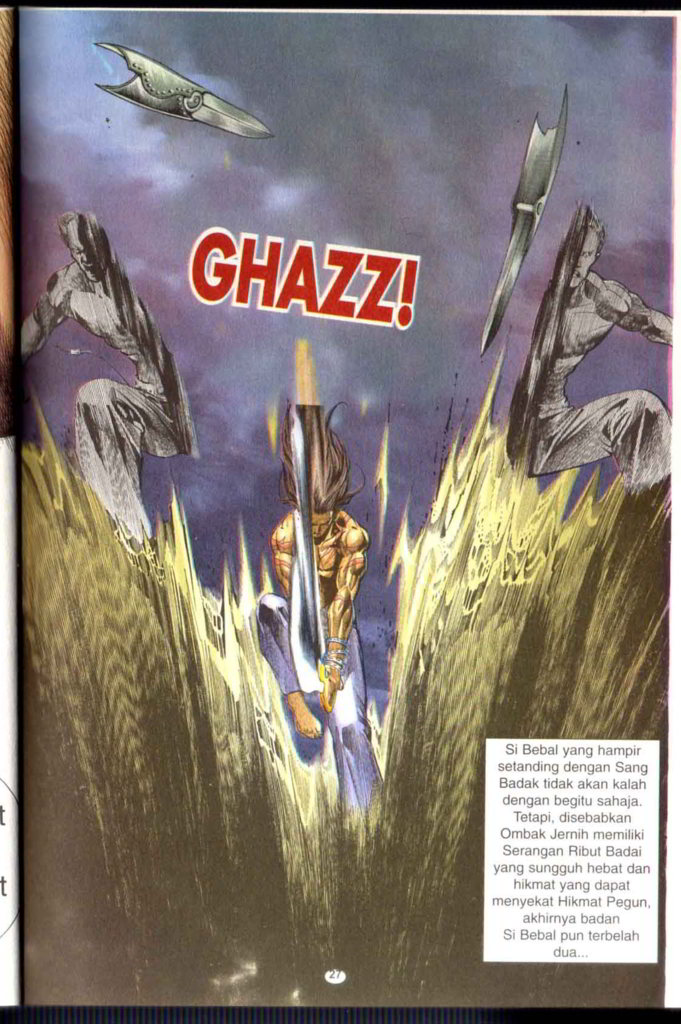 GHAZZ!
Si Bebal yang hampir
setanding dengan Sang
Badak tidak akan kalah
dengan begitu sahaja.
Tetapi, disebabkan
Ombak Jernih memiliki
Serangan Ribut Badai
yang sungguh hebat dan
hikmat yang dapat
menyekat Hikmat Pegun,
akhirnya badan
Si Bebal pun terbelah
dua...
27
t
t